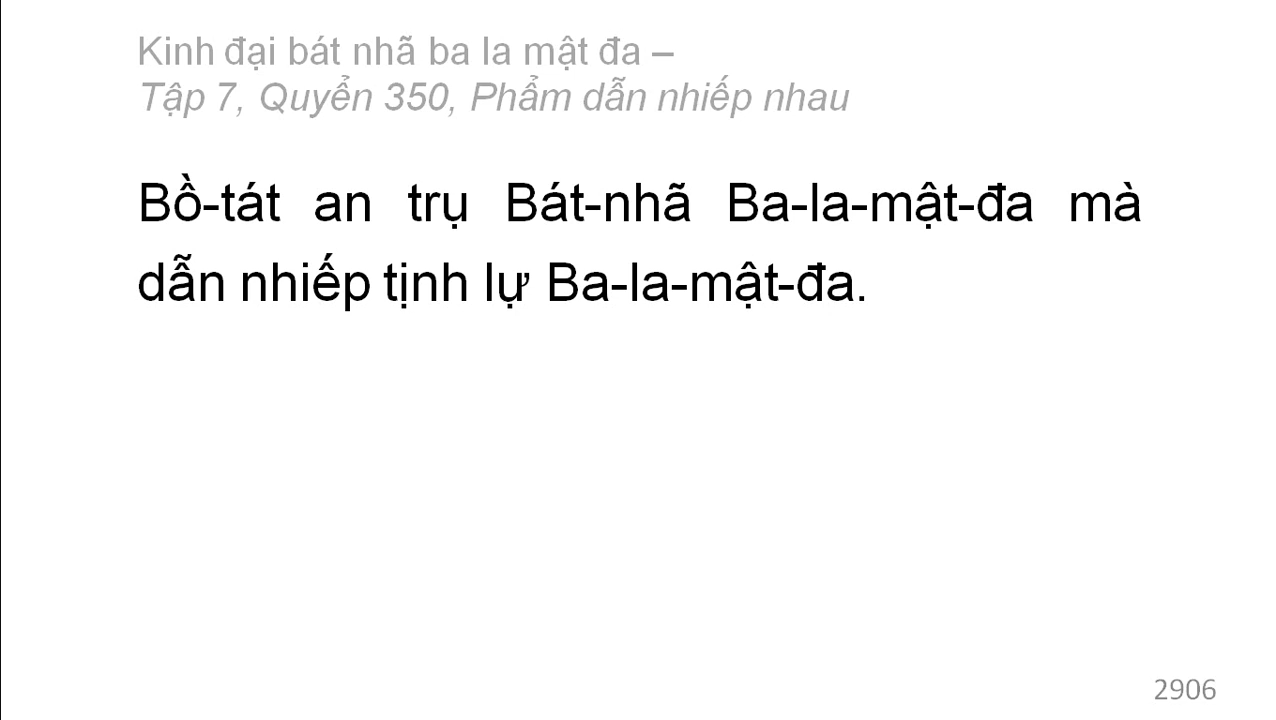 Kinh đại bát nhã ba la mật đa –
Tập 7, Quyển 350, Phẩm dẫn nhiếp nhau
Bồ-tát an trụ Bát-nhã Ba-la-mật-đa mà
dẫn nhiếp tịnh lự Ba-la-mật-đa.
2906